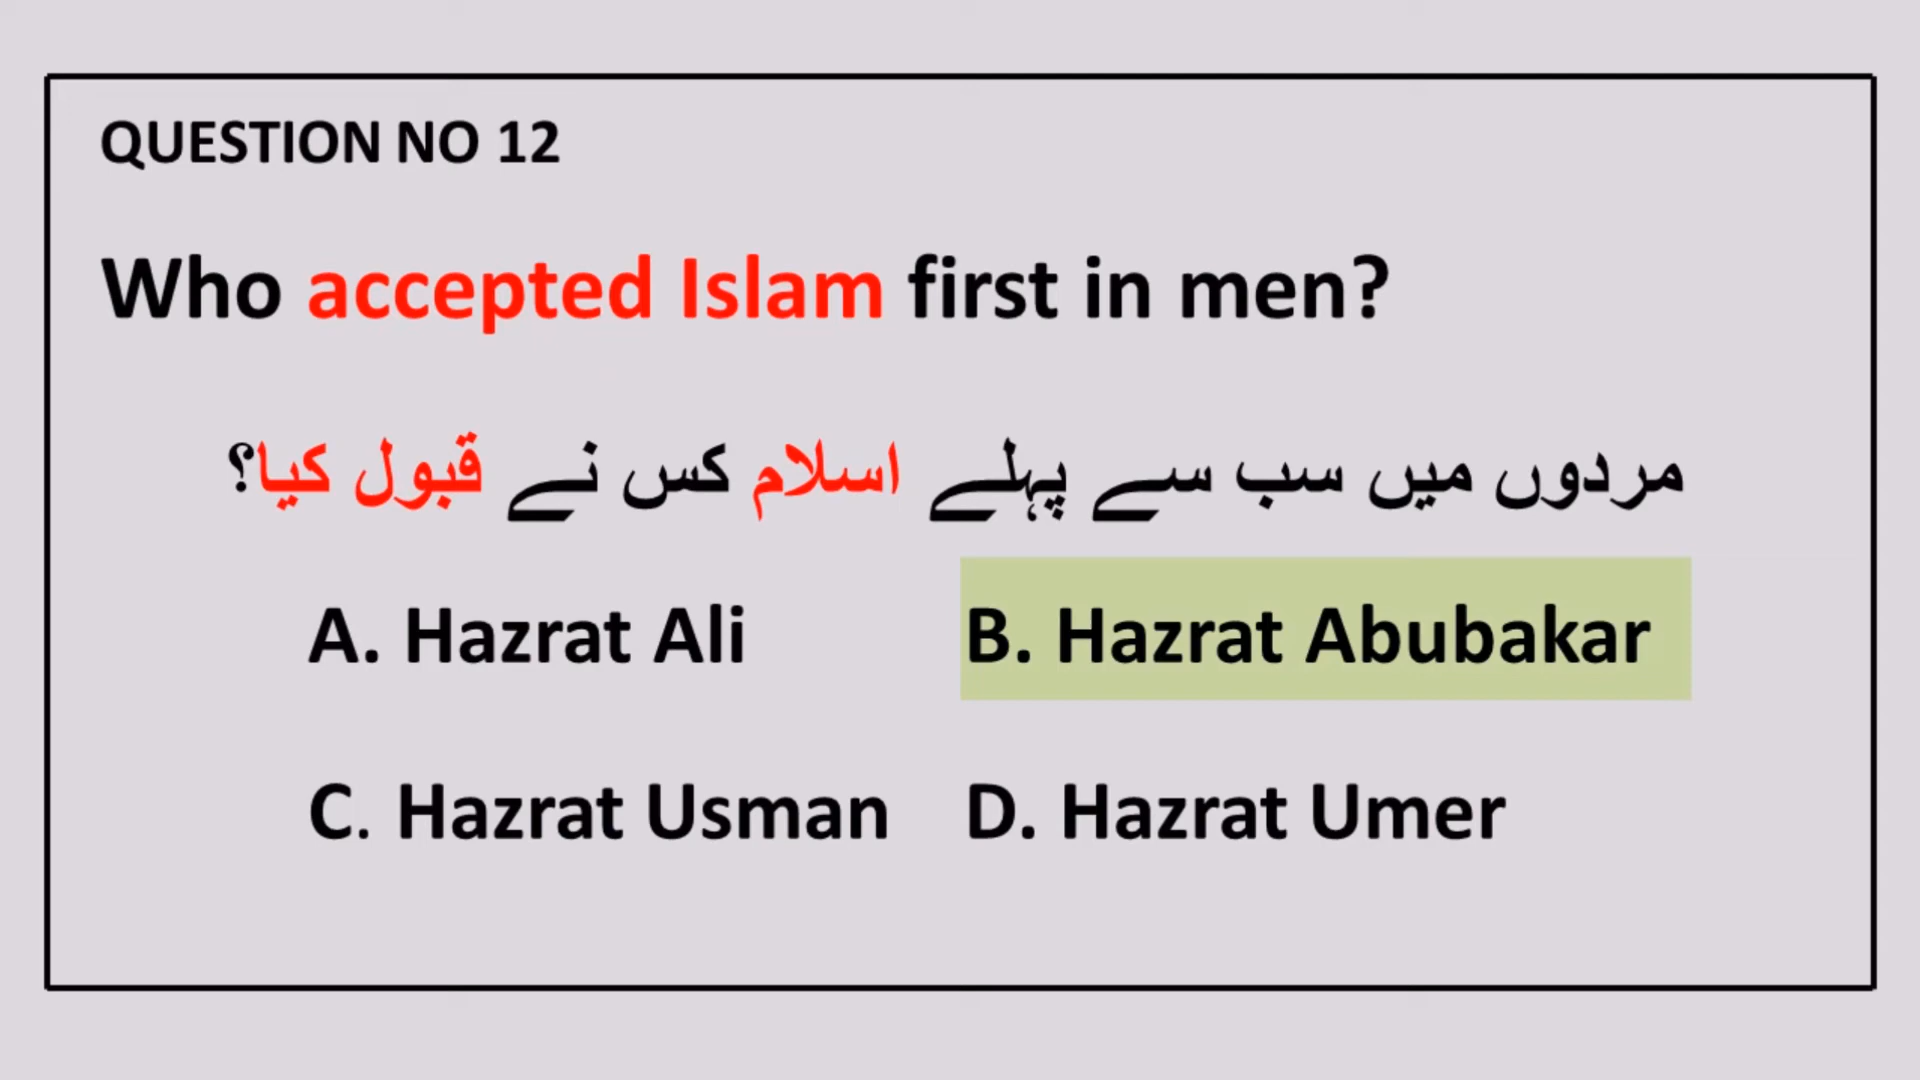 QUESTION NO 12
Who accepted Islam first in men?
مردوں میں سب سے پہلے اسلام کس نے قبول کیا؟
A. Hazrat Ali B. Hazrat Abubakar
C. Hazrat Usman D. Hazrat Umer